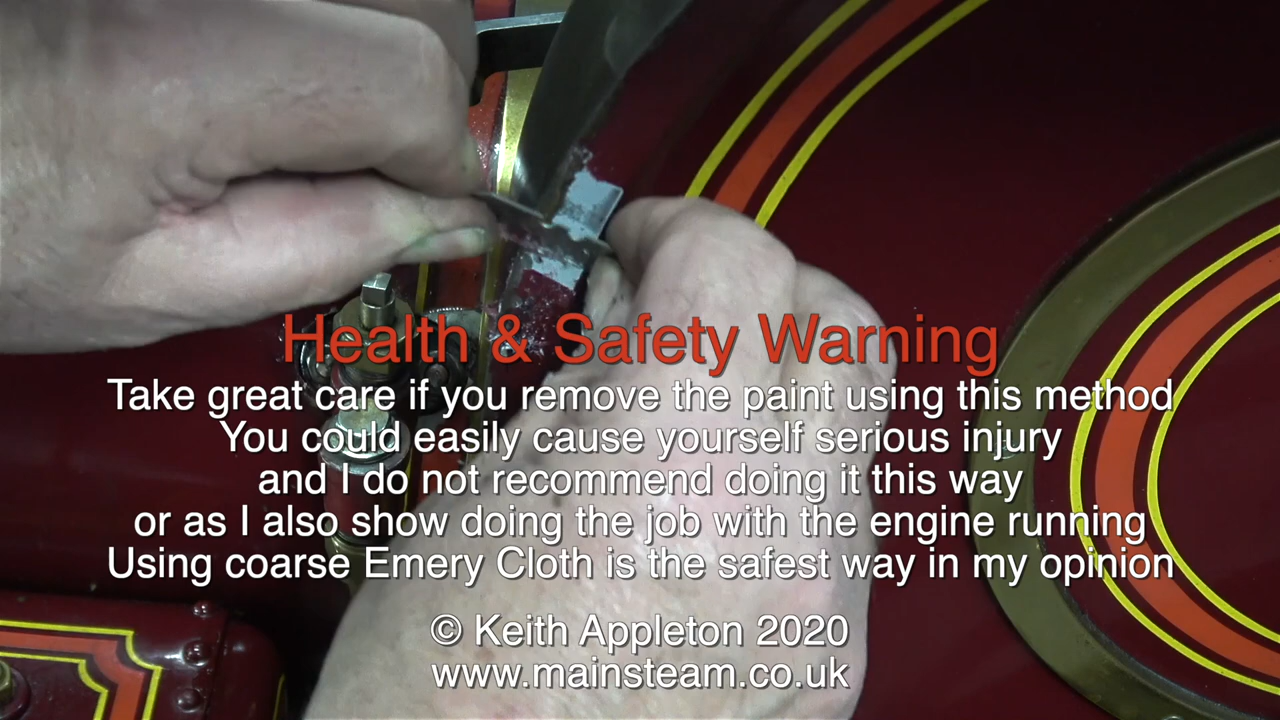 Health & Safety Warning
Take great care if you remove the paint using this method
You could easily cause yourself serious injury
and I do not recommend doing it this way
or as I also show doing the job with the engine running
Using coarse Emery Cloth is the safest way in my opinion
© Keith Appleton 2020
www.mainsteam.co.uk